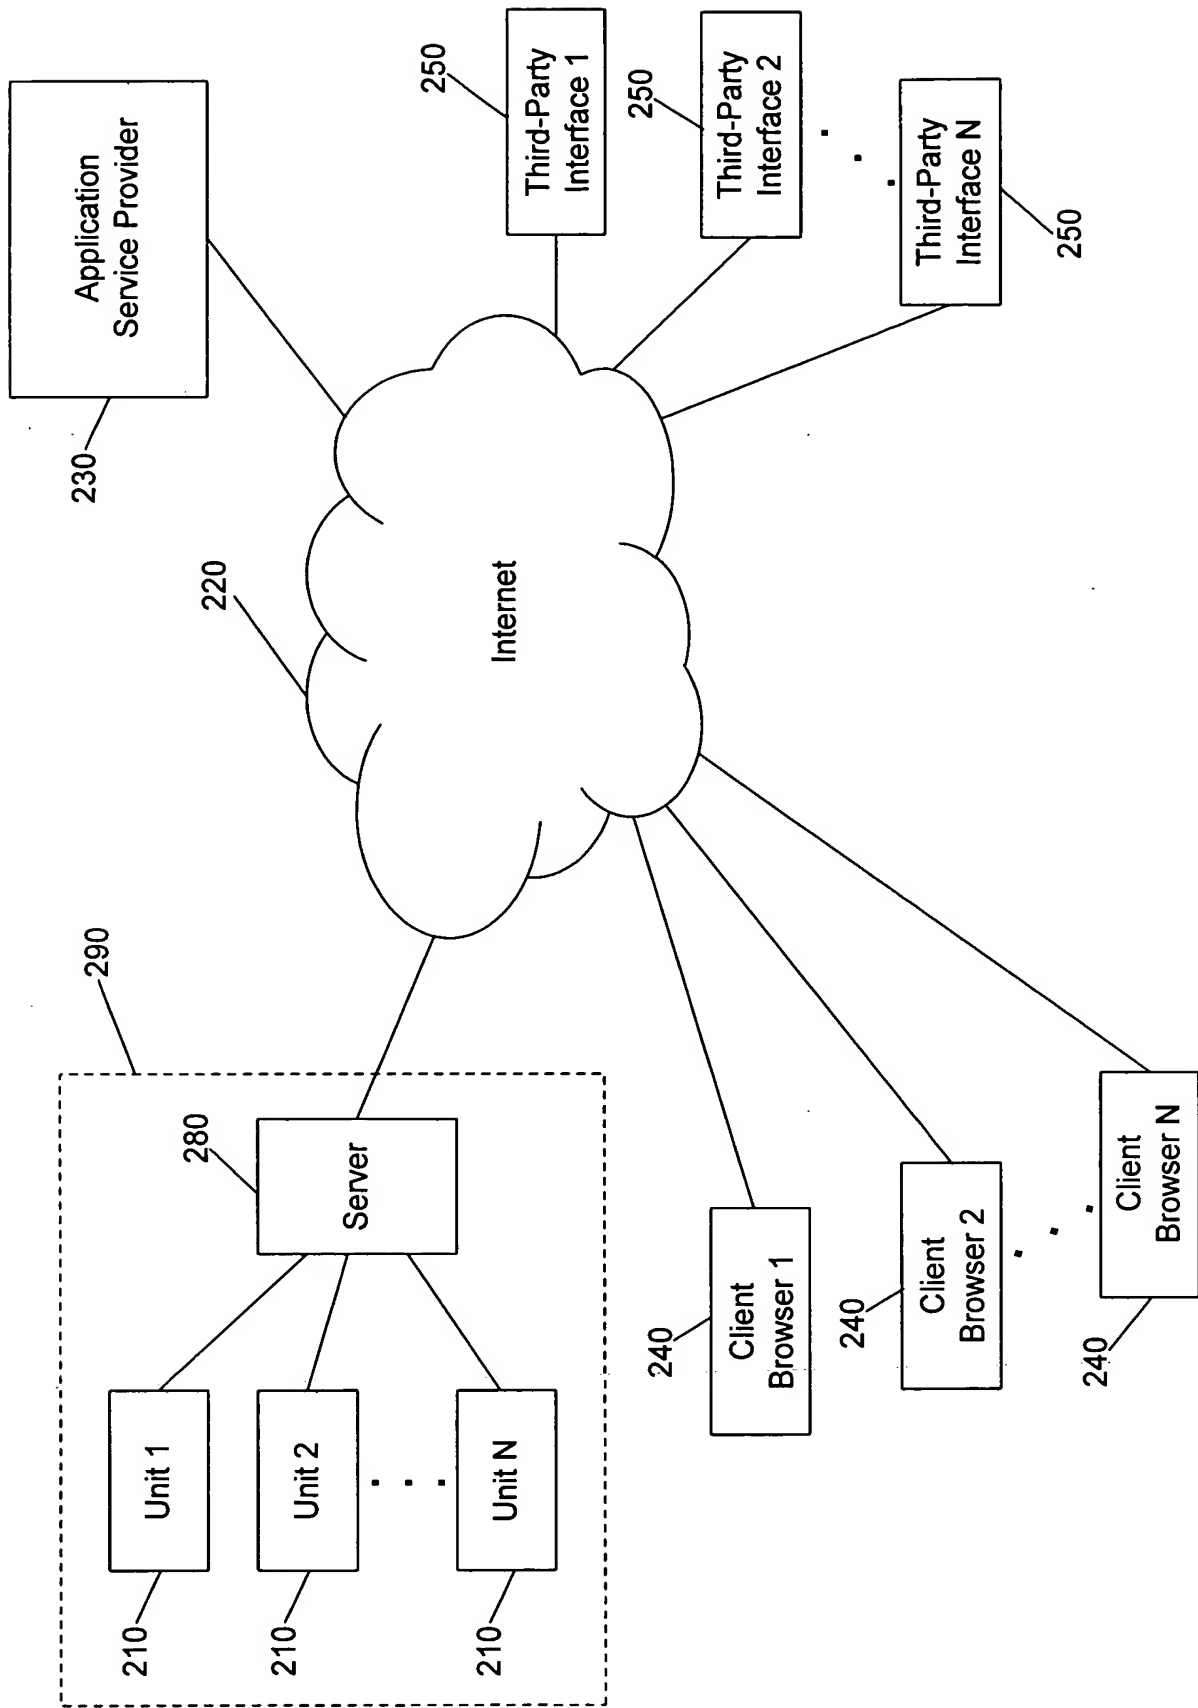 290
210
Unit 1
210
Unit 2
210
Unit N
280
Server
220
Internet
230
Application
Service Provider
250
Third-Party
Interface 1
250
Third-Party
Interface 2
Third-Party
Interface N
250
240
Client
Browser 1
240
Client
Browser 2
240
Client
Browser N